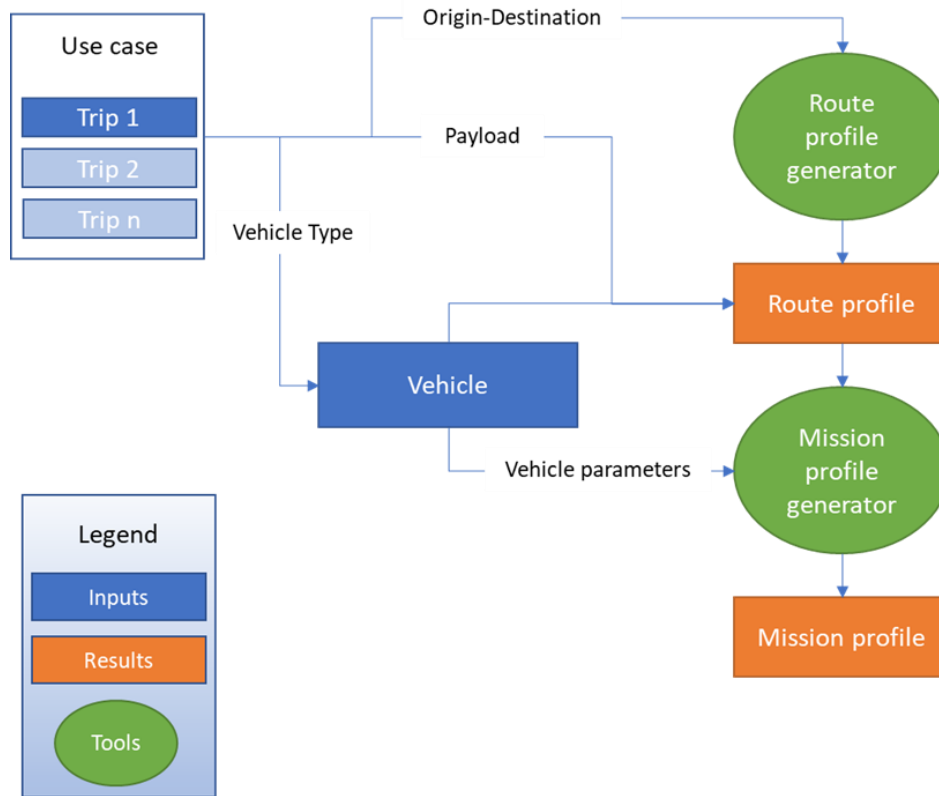 Origin-Destination
Use case
Trip 1
Trip 2
Trip n
Payload
Vehicle Type
Route
profile
generator
Route profile
Vehicle
Vehicle parameters
Mission
profile
generator
Mission profile
Legend
Inputs
Results
Tools